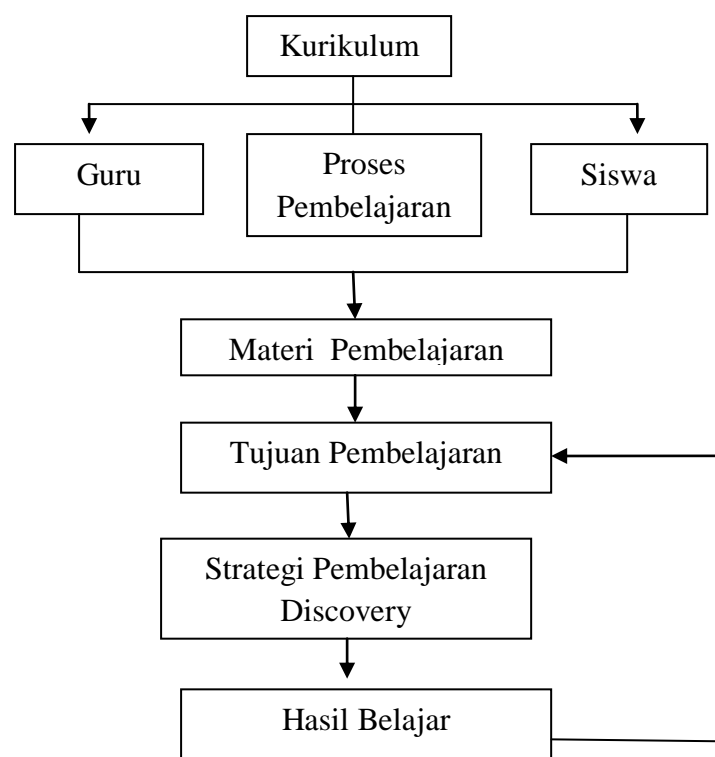 Kurikulum
Guru
Proses
Pembelajaran
Siswa
Materi Pembelajaran
Tujuan Pembelajaran
Strategi Pembelajaran
Discovery
Hasil Belajar